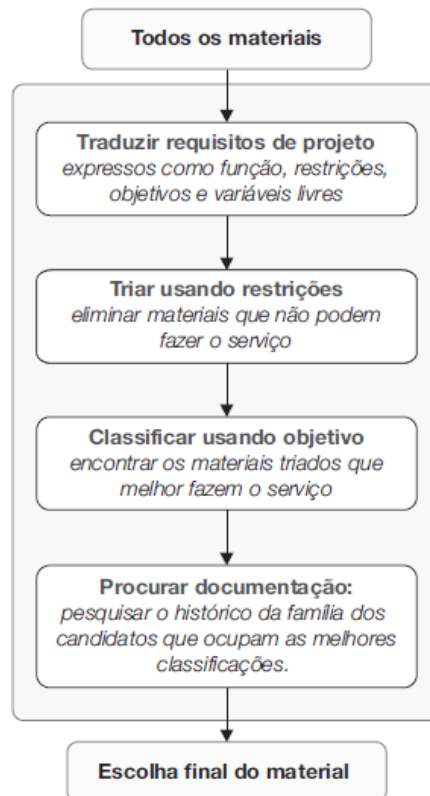 Todos os materiais
Traduzir requisitos de projeto
expressos como função, restrições,
objetivos e variáveis livres
Triar usando restrições
eliminar materiais que não podem
fazer o serviço
Classificar usando objetivo
encontrar os materiais triados que
melhor fazem o serviço
Procurar documentação:
pesquisar o histórico da família dos
candidatos que ocupam as melhores
classificações.
Escolha final do material